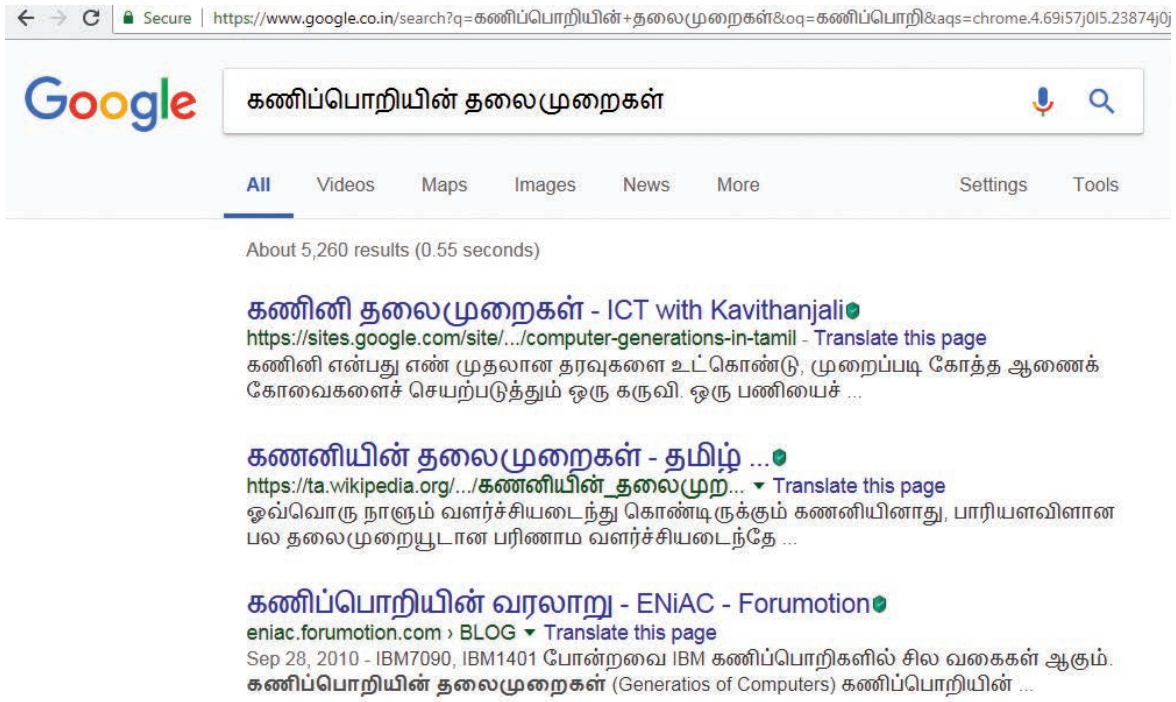 Secure https://www.google.co.in/search?q=கணிப்பொறியின்+தலைமுறைகள்&oq=கணிப்பொறி&aqs=chrome.4.69i57j0l5.23874j0j
Google கணிப்பொறியின் தலைமுறைகள்
All Videos Maps Images News More Settings Tools
About 5,260 results (0.55 seconds)
கணினி தலைமுறைகள் - ICT with Kavithanjali
https://sites.google.com/site/.../computer-generations-in-tamil - Translate this page
கணினி என்பது எண் முதலான தரவுகளை உட்கொண்டு, முறைப்படி கோத்த ஆணைக்
கோவைகளைச் செயற்படுத்தும் ஒரு கருவி. ஒரு பணியைச் ...
கணனியின் தலைமுறைகள் - தமிழ் ...
https://ta.wikipedia.org/.../கணனியின்_தலைமுற... Translate this page
ஓவ்வொரு நாளும் வளர்ச்சியடைந்து கொண்டிருக்கும் கணனியினாது, பாரியளவிளான
பல தலைமுறையூடான பரிணாம வளர்ச்சியடைந்தே ...
கணிப்பொறியின் வரலாறு - ENiAC - Forumotion
eniac.forumotion.com › BLOG Translate this page
Sep 28, 2010 - IBM7090, IBM1401 போன்றவை IBM கணிப்பொறிகளில் சில வகைகள் ஆகும்.
கணிப்பொறியின் தலைமுறைகள் (Generatios of Computers) கணிப்பொறியின் ...